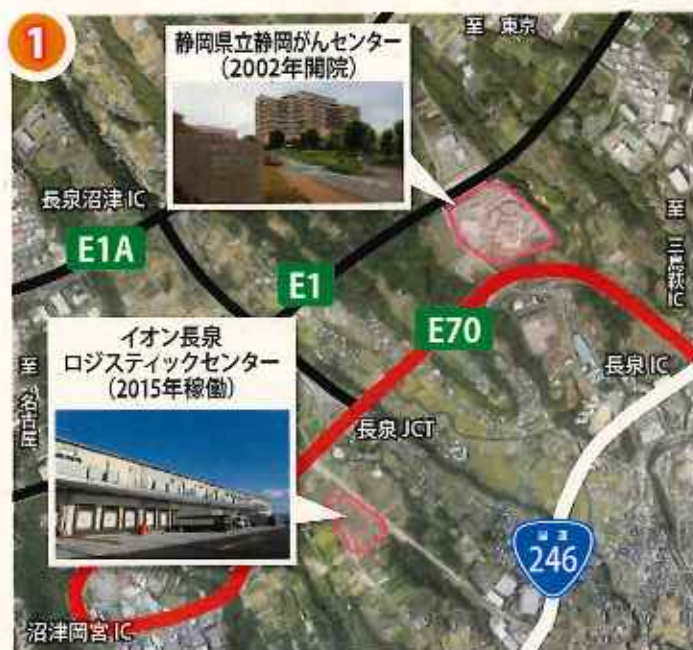 1
静岡県立静岡がんセンター
(2002年開院)
至 東京
長泉沼津IC
E1A
E1
E70
至 三島萩IC
イオン長泉
ロジスティックセンター
(2015年稼働)
至 名古屋
長泉IC
長泉JCT
国道
246
沼津岡宮IC